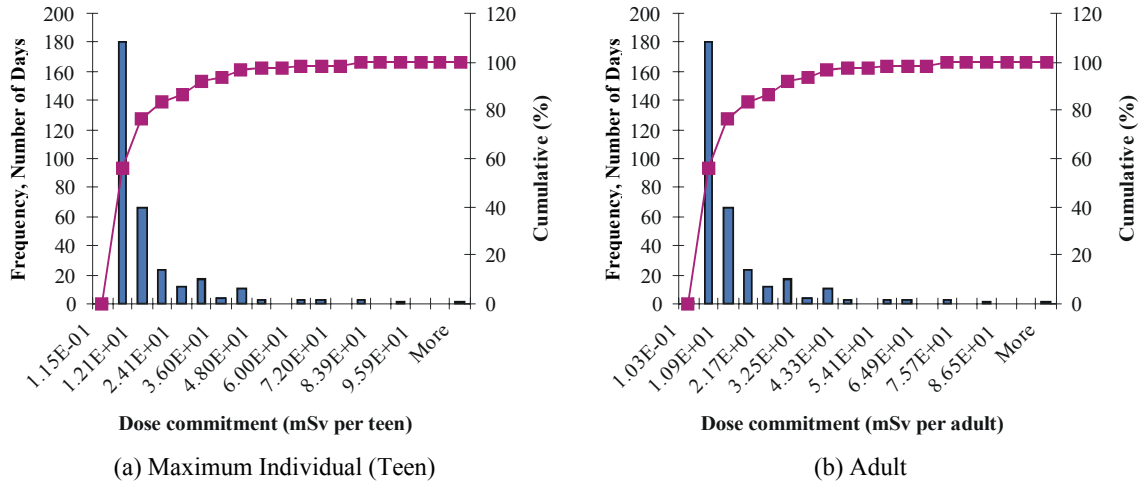 200
180
160
140
120
100
80
60
40
20
0
Frequency, Number of Days
120
100
80
60
40
20
0
Cumulative (%)
1.15E-01
1.21E+01
2.41E+01
3.60E+01
4.80E+01
6.00E+01
7.20E+01
8.39E+01
9.59E+01
More
Dose commitment (mSv per teen)
(a) Maximum Individual (Teen)
200
180
160
140
120
100
80
60
40
20
0
Frequency, Number of Days
120
100
80
60
40
20
0
Cumulative (%)
1.03E-01
1.09E+01
2.17E+01
3.25E+01
4.33E+01
5.41E+01
6.49E+01
7.57E+01
8.65E+01
More
Dose commitment (mSv per adult)
(b) Adult